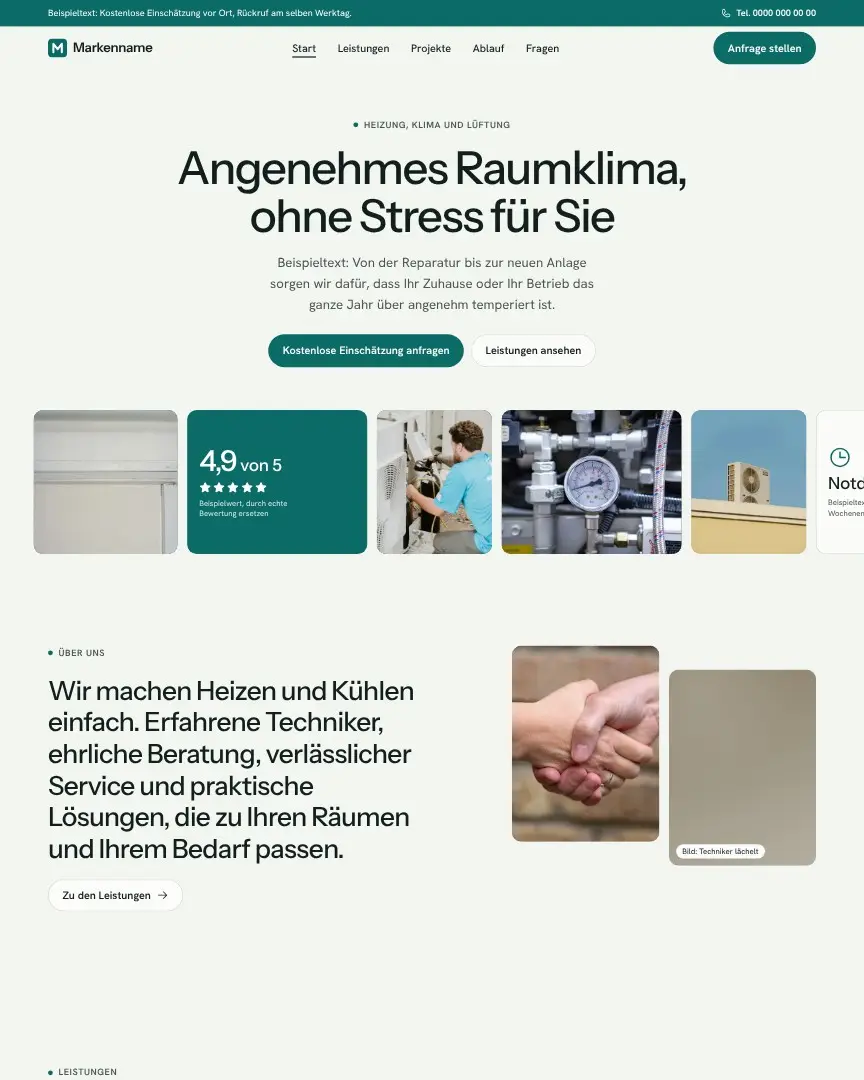 Beispieltext: Kostenlose Einschätzung vor Ort, Rückruf am selben Werktag.
Tel. 0000 000 00 00
M Markenname
Start
Leistungen
Projekte
Ablauf
Fragen
Anfrage stellen
HEIZUNG, KLIMA UND LÜFTUNG
Angenehmes Raumklima,
ohne Stress für Sie
Beispieltext: Von der Reparatur bis zur neuen Anlage
sorgen wir dafür, dass Ihr Zuhause oder Ihr Betrieb das
ganze Jahr über angenehm temperiert ist.
Kostenlose Einschätzung anfragen
Leistungen ansehen
4,9 von 5
Beispielwert, durch echte
Bewertung ersetzen
ÜBER UNS
Wir machen Heizen und Kühlen
einfach. Erfahrene Techniker,
ehrliche Beratung, verlässlicher
Service und praktische
Lösungen, die zu Ihren Räumen
und Ihrem Bedarf passen.
Zu den Leistungen
Bild: Techniker lächelt
LEISTUNGEN